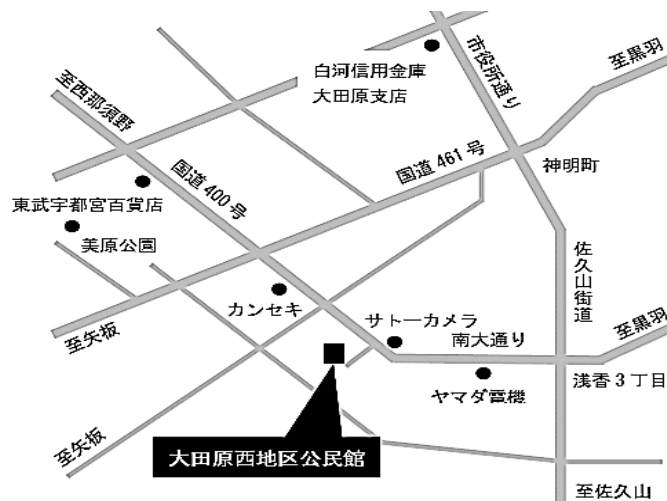 白河信用金庫
大田原支店
市役所通り
至黒羽
至西那須野
国道400号
国道461号
神明町
東武宇都宮百貨店
美原公園
カンセキ
佐久山街道
至矢板
サトーカメラ
南大通り
至黒羽
ヤマダ電機
浅香3丁目
至矢板
大田原西地区公民館
至佐久山